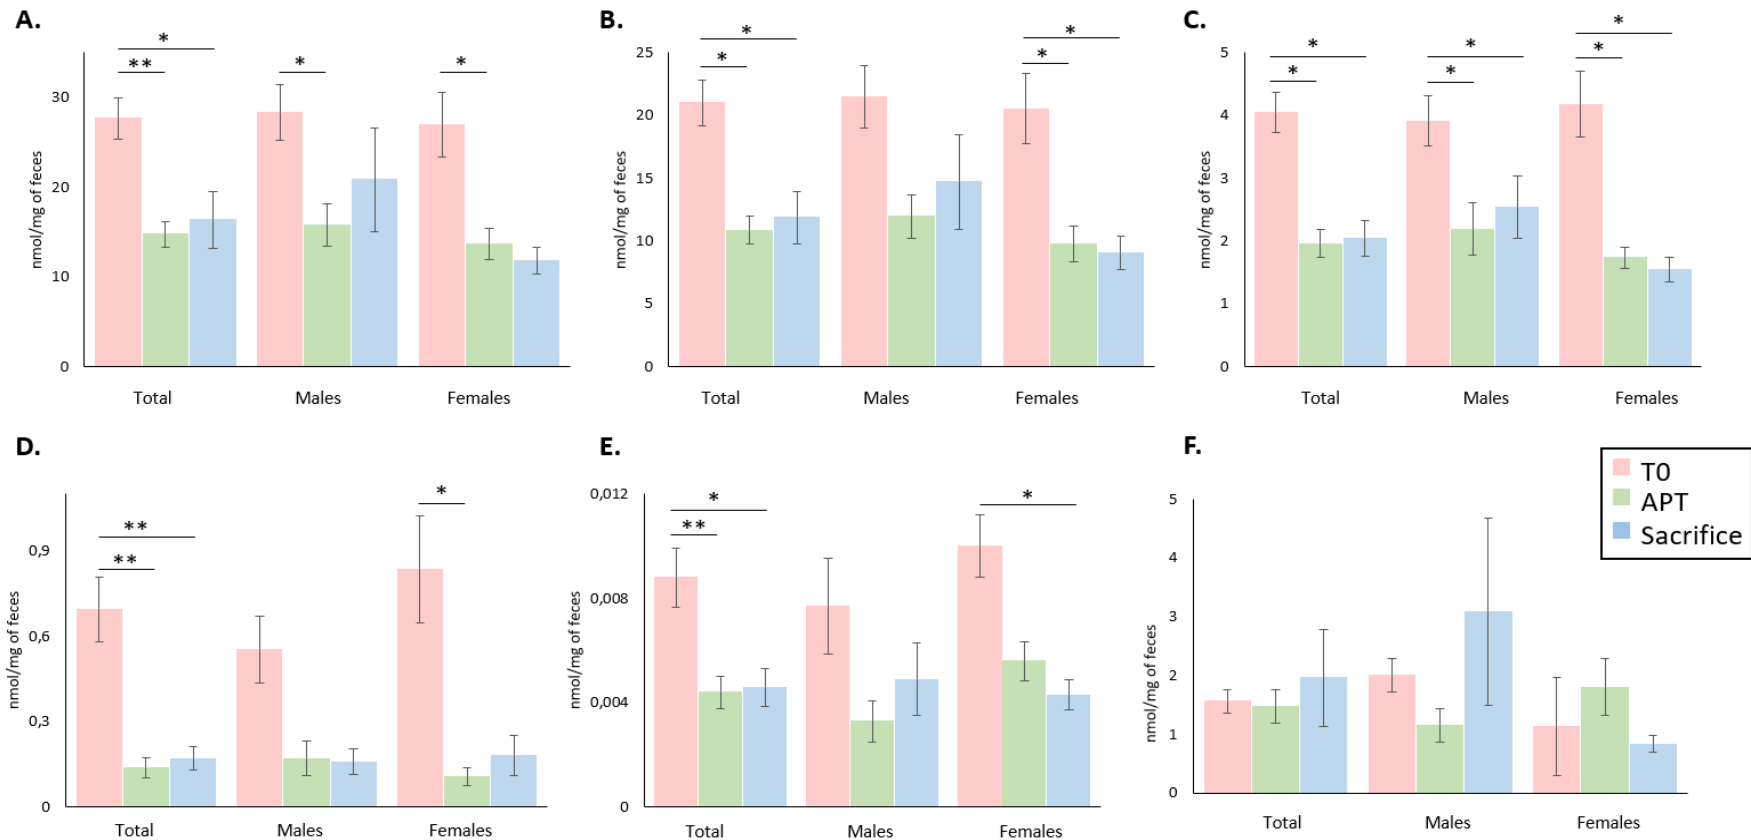 A.
*
**
*
*
30
20
10
0
nmol/mg of feces
Total
Males
Females
B.
*
*
*
*
25
20
15
10
5
0
nmol/mg of feces
Total
Males
Females
C.
*
*
*
*
*
*
5
4
3
2
1
0
nmol/mg of feces
Total
Males
Females
D.
**
**
*
0,9
0,6
0,3
0
nmol/mg of feces
Total
Males
Females
E.
*
**
*
0,012
0,008
0,004
0
nmol/mg of feces
Total
Males
Females
F.
5
4
3
2
1
0
nmol/mg of feces
Total
Males
Females
T0
APT
Sacrifice